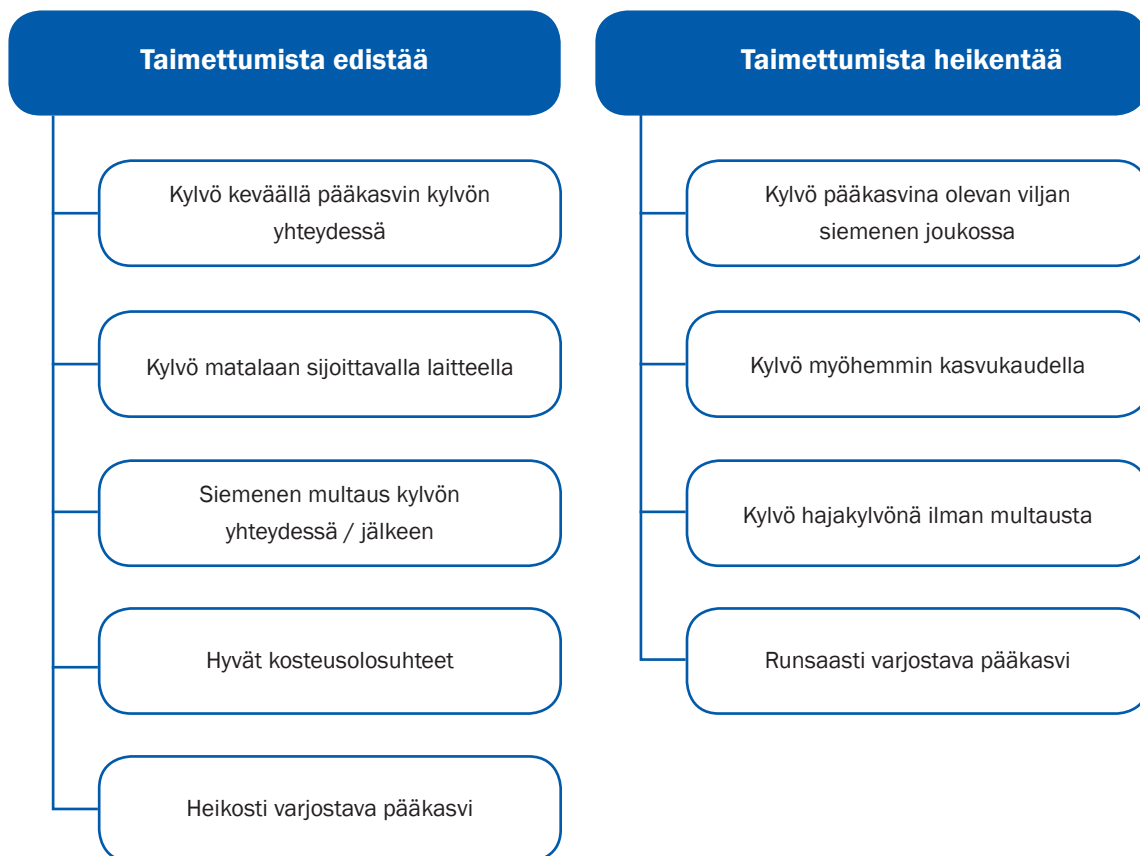 Taimettumista edistää
Kylvö keväällä pääkasvin kylvön
yhteydessä
Kylvö matalaan sijoittavalla laitteella
Siemenen multaus kylvön
yhteydessä / jälkeen
Hyvät kosteusolosuhteet
Heikosti varjostava pääkasvi
Taimettumista heikentää
Kylvö pääkasvina olevan viljan
siemenen joukossa
Kylvö myöhemmin kasvukaudella
Kylvö hajakylvönä ilman multausta
Runsaasti varjostava pääkasvi